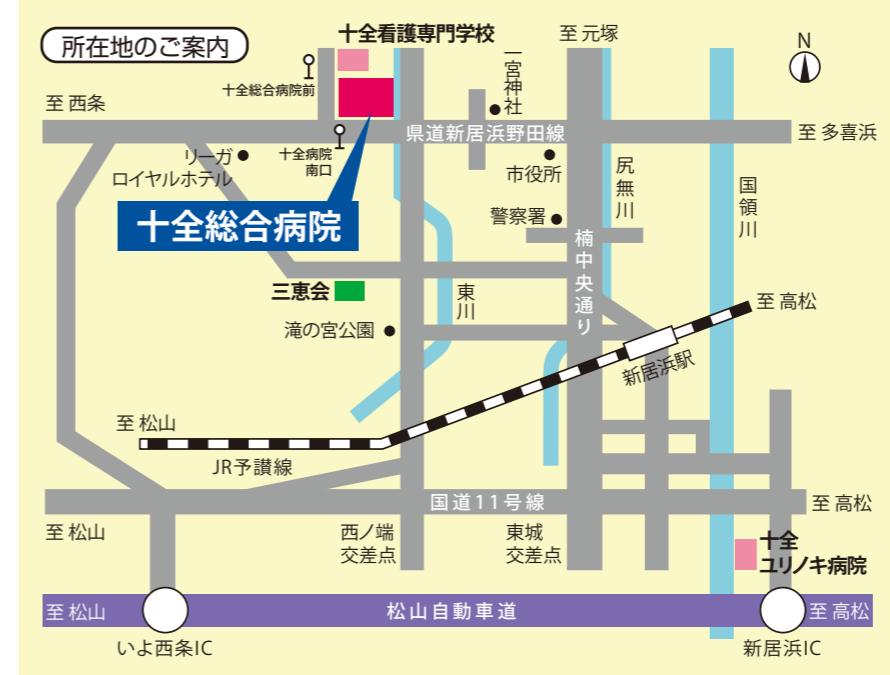 所在地のご案内
十全看護専門学校
至 元塚
N
十全総合病院前
一宮神社
至 西条
県道新居浜野田線
至 多喜浜
リーガ
ロイヤルホテル
十全病院
南口
市役所
尻無川
国領川
警察署
十全総合病院
楠中央通り
三恵会
東川
至 高松
滝の宮公園
新居浜駅
至 松山
JR予讃線
国道11号線
至 高松
至 松山
西ノ端
交差点
東城
交差点
十全
ユリノキ病院
至 松山
松山自動車道
至 高松
いよ西条IC
新居浜IC